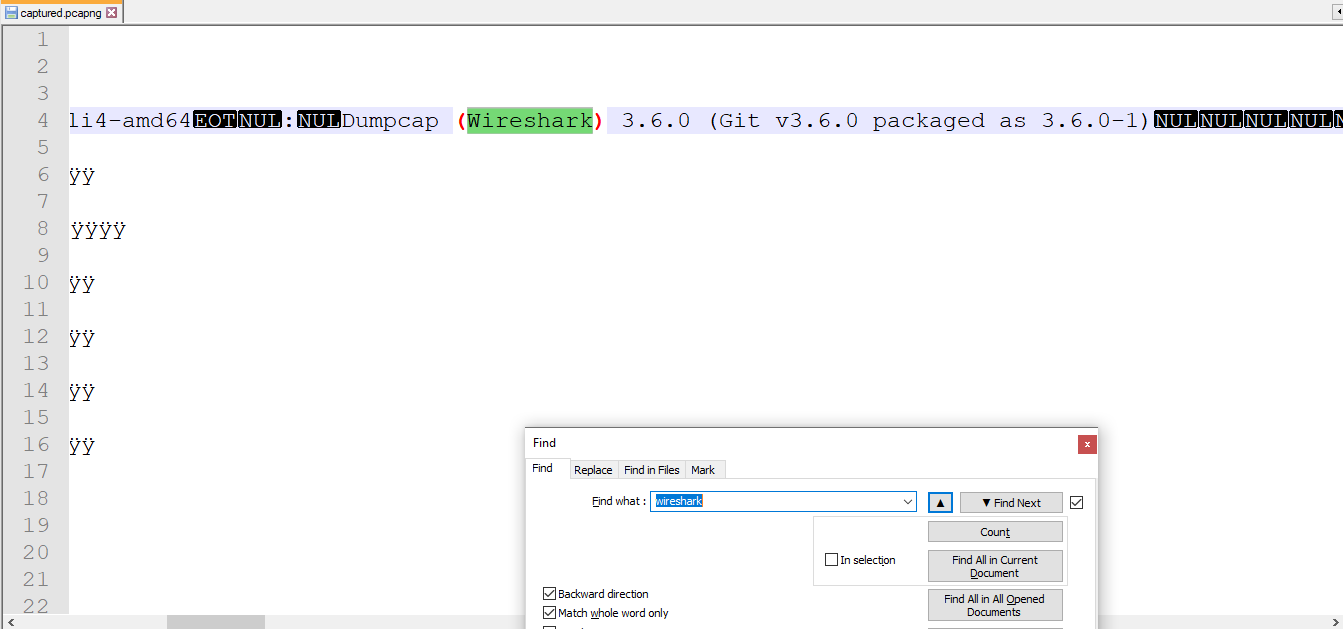 captured.pcapng
1
2
3
4 li4-amd64EOTNUL:NULDumpcap (Wireshark) 3.6.0 (Git v3.6.0 packaged as 3.6.0-1)NULNULNULNUL
5
6 ÿÿ
7
8 ÿÿÿÿ
9
10 ÿÿ
11
12 ÿÿ
13
14 ÿÿ
15
16 ÿÿ
17
18
19
20
21
22
Find
Find Replace Find in Files Mark
Find what : wireshark ▲ ▼ Find Next
Count
In selection
Find All in Current
Document
Backward direction
Find All in All Opened
Documents
Match whole word only